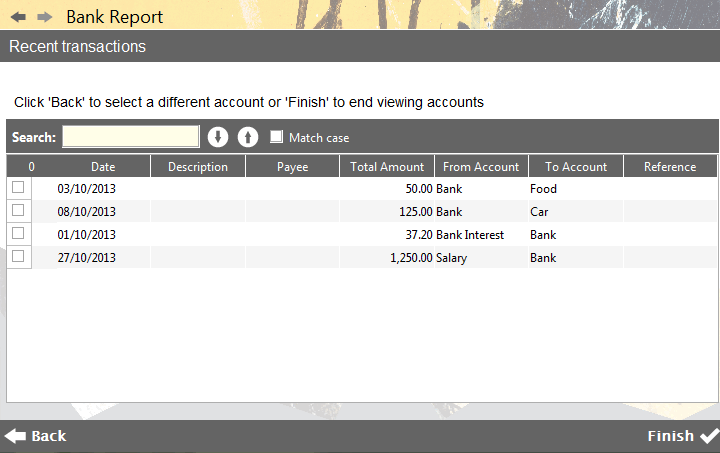 Bank Report
Recent transactions
Click 'Back' to select a different account or 'Finish' to end viewing accounts
Search: Match case
0 Date Description Payee Total Amount From Account To Account Reference
03/10/2013 50.00 Bank Food
08/10/2013 125.00 Bank Car
01/10/2013 37.20 Bank Interest Bank
27/10/2013 1,250.00 Salary Bank
Back Finish